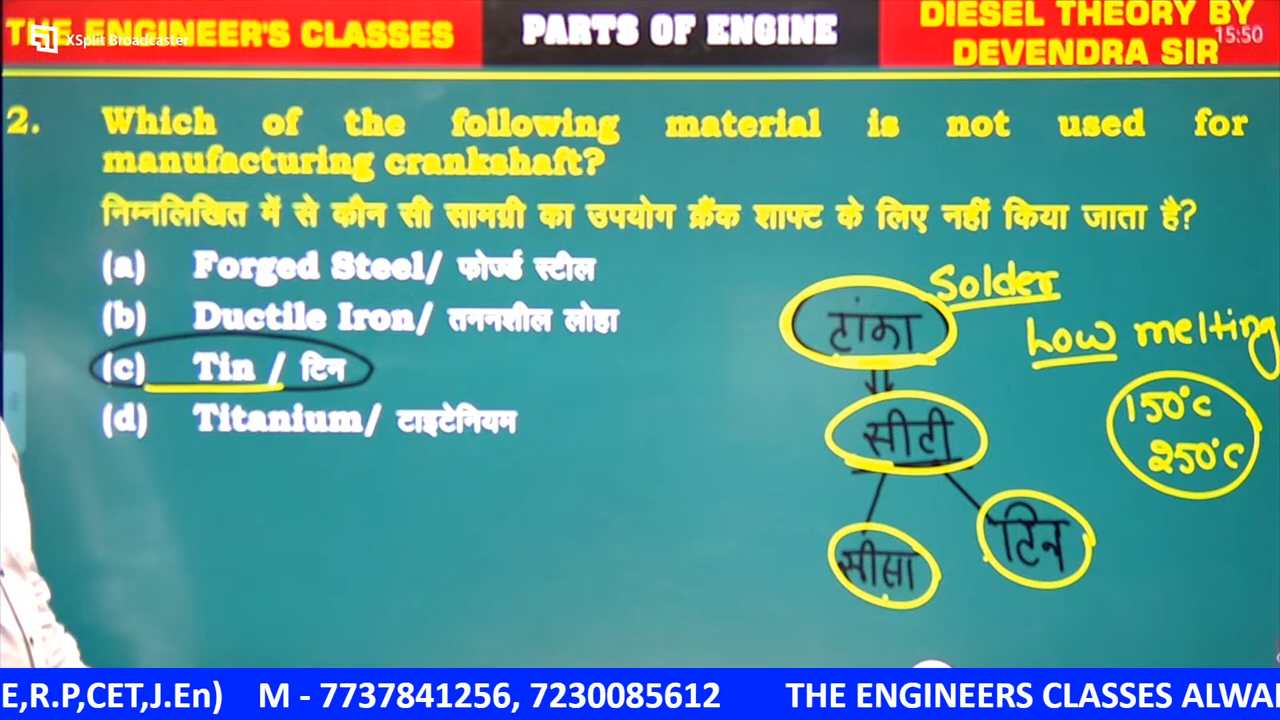 THE ENGINEER'S CLASSES
XSplit Broadcaster
PARTS OF ENGINE
DIESEL THEORY BY
DEVENDRA SIR
15:50
2. Which of the following material is not used for
manufacturing crankshaft?
निम्नलिखित में से कौन सी सामग्री का उपयोग क्रैंक शाफ्ट के लिए नहीं किया जाता है?
(a) Forged Steel/ फोर्ज्ड स्टील
(b) Ductile Iron/ तननशील लोहा
(c) Tin / टिन
(d) Titanium/ टाइटेनियम
Solder
टांका
Low melting
150°C
250°C
सीटी
सीसा
टिन
E,R.P,CET,J.En) M - 7737841256, 7230085612 THE ENGINEERS CLASSES ALWA